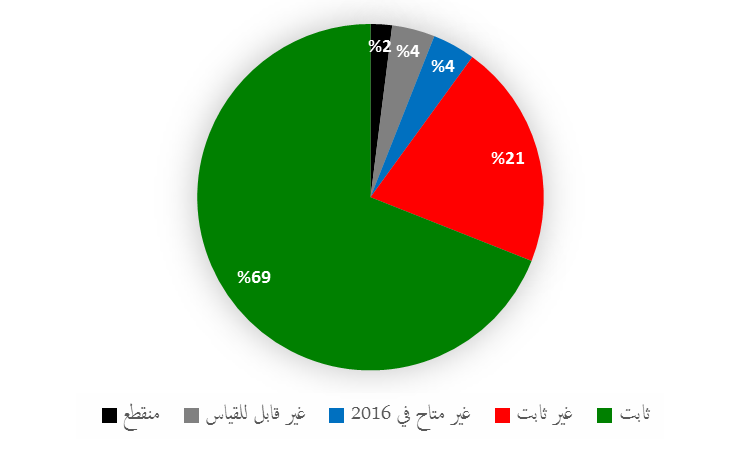 %2
%4
%4
%21
%69
ثابت
غير ثابت
غير متاح في 2016
غير قابل للقياس
منقطع